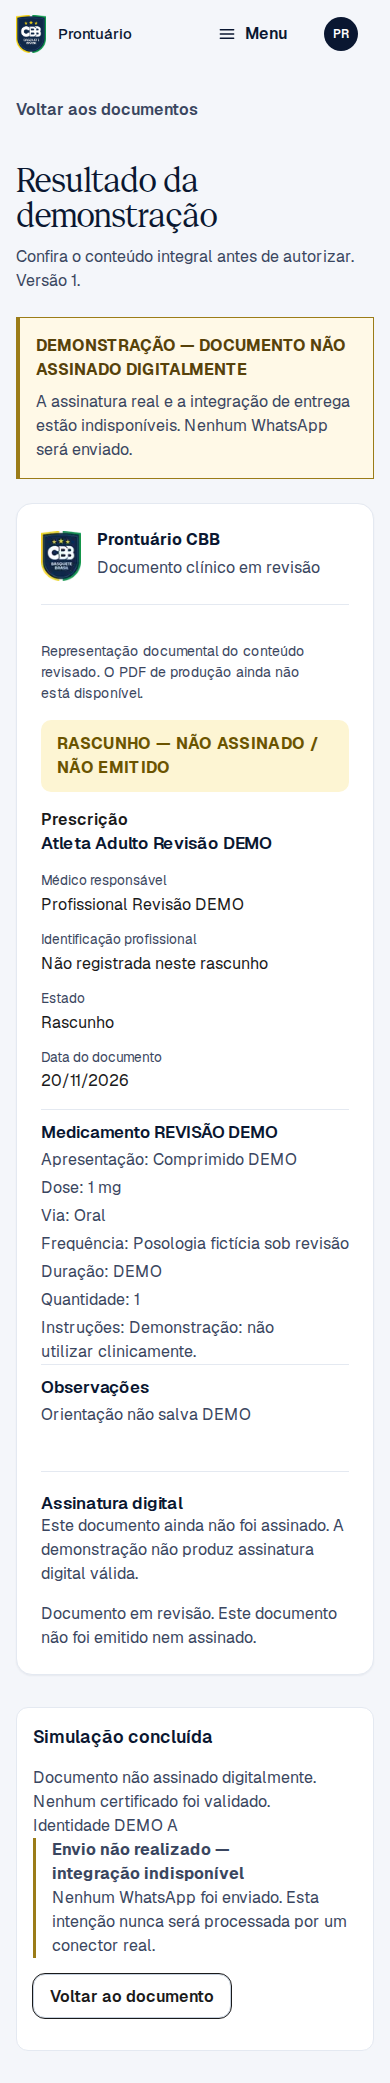 CBB
BASQUETE
BRASIL
Prontuário
Menu
PR
Voltar aos documentos
Resultado da
demonstração
Confira o conteúdo integral antes de autorizar.
Versão 1.
DEMONSTRAÇÃO — DOCUMENTO NÃO
ASSINADO DIGITALMENTE
A assinatura real e a integração de entrega
estão indisponíveis. Nenhum WhatsApp
será enviado.
CBB
BASQUETE
BRASIL
Prontuário CBB
Documento clínico em revisão
Representação documental do conteúdo
revisado. O PDF de produção ainda não
está disponível.
RASCUNHO — NÃO ASSINADO /
NÃO EMITIDO
Prescrição
Atleta Adulto Revisão DEMO
Médico responsável
Profissional Revisão DEMO
Identificação profissional
Não registrada neste rascunho
Estado
Rascunho
Data do documento
20/11/2026
Medicamento REVISÃO DEMO
Apresentação: Comprimido DEMO
Dose: 1 mg
Via: Oral
Frequência: Posologia fictícia sob revisão
Duração: DEMO
Quantidade: 1
Instruções: Demonstração: não
utilizar clinicamente.
Observações
Orientação não salva DEMO
Assinatura digital
Este documento ainda não foi assinado. A
demonstração não produz assinatura
digital válida.
Documento em revisão. Este documento
não foi emitido nem assinado.
Simulação concluída
Documento não assinado digitalmente.
Nenhum certificado foi validado.
Identidade DEMO A
Envio não realizado —
integração indisponível
Nenhum WhatsApp foi enviado. Esta
intenção nunca será processada por um
conector real.
Voltar ao documento